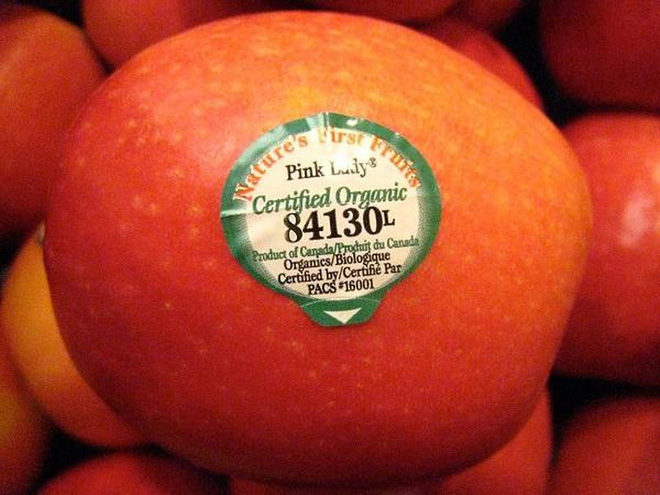 Nature's First Fruits
Pink Lady®
Certified Organic
84130L
Product of Canada/Produit du Canada
Organics/Biologique
Certified by/Certifié Par
PACS #16001